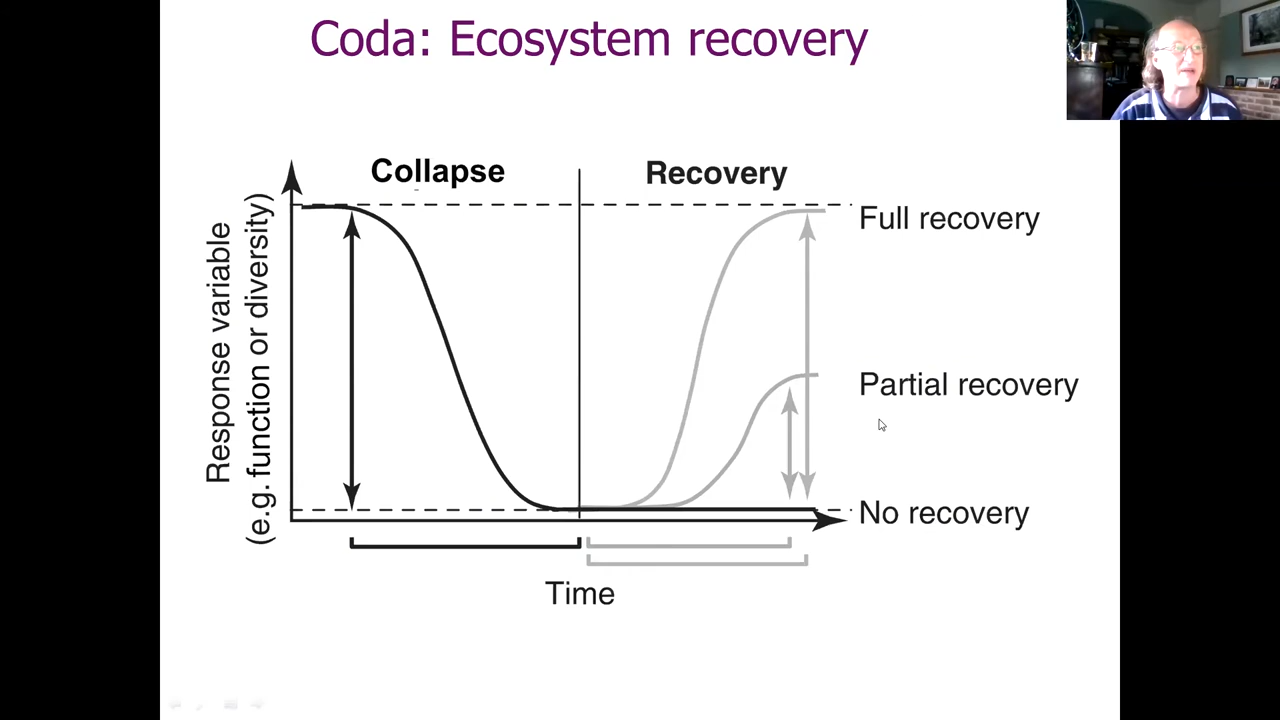 Coda: Ecosystem recovery
Collapse
Recovery
Response variable
(e.g. function or diversity)
Full recovery
Partial recovery
No recovery
Time